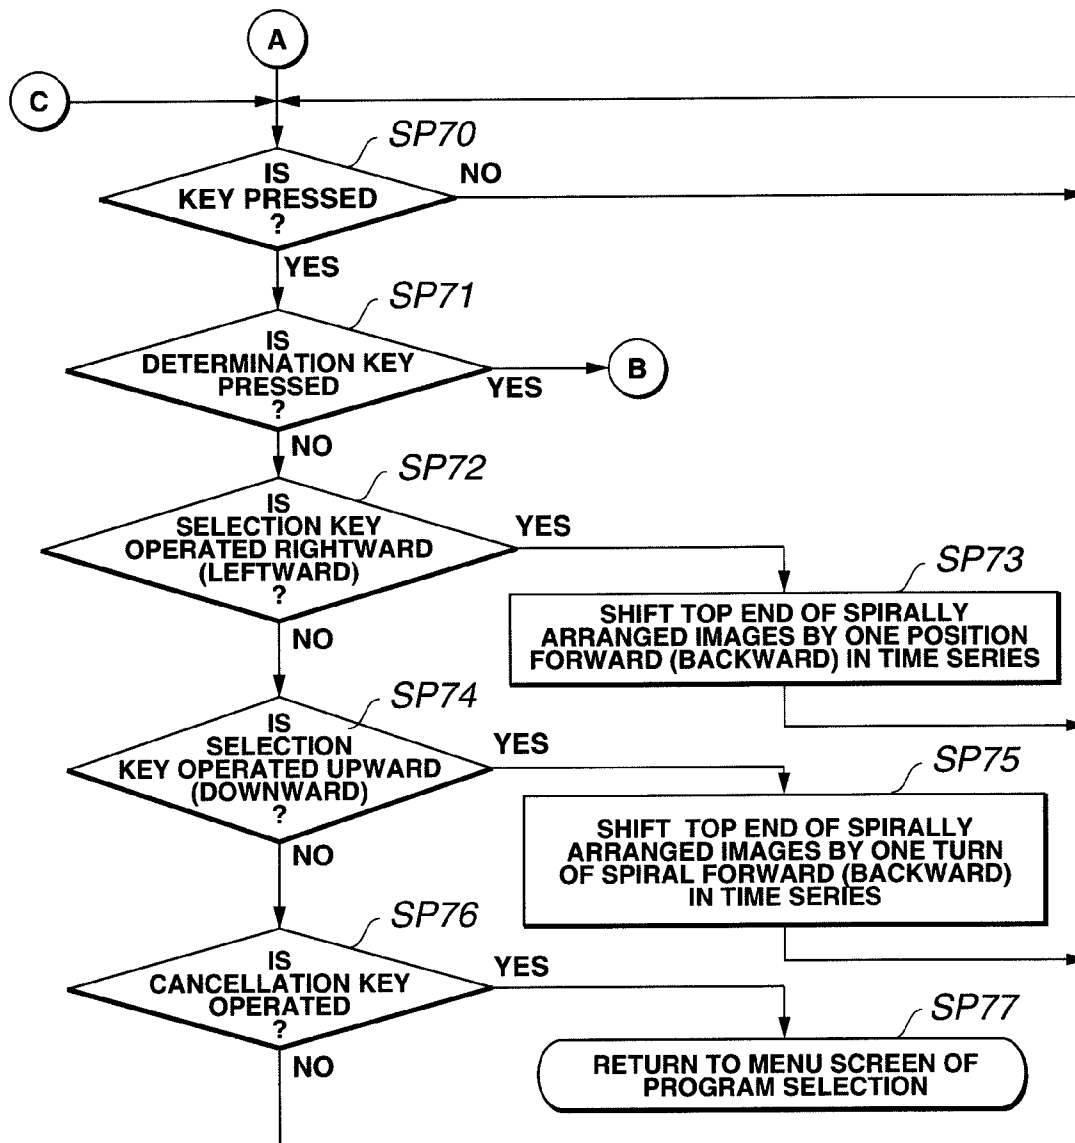 A
C
SP70
IS
KEY PRESSED
?
NO
YES
SP71
IS
DETERMINATION KEY
PRESSED
?
YES
B
NO
SP72
IS
SELECTION KEY
OPERATED RIGHTWARD
(LEFTWARD)
?
YES
NO
SP73
SHIFT TOP END OF SPIRALLY
ARRANGED IMAGES BY ONE POSITION
FORWARD (BACKWARD) IN TIME SERIES
SP74
IS
SELECTION
KEY OPERATED UPWARD
(DOWNWARD)
?
YES
NO
SP75
SHIFT TOP END OF SPIRALLY
ARRANGED IMAGES BY ONE TURN
OF SPIRAL FORWARD (BACKWARD)
IN TIME SERIES
SP76
IS
CANCELLATION KEY
OPERATED
?
YES
NO
SP77
RETURN TO MENU SCREEN OF
PROGRAM SELECTION